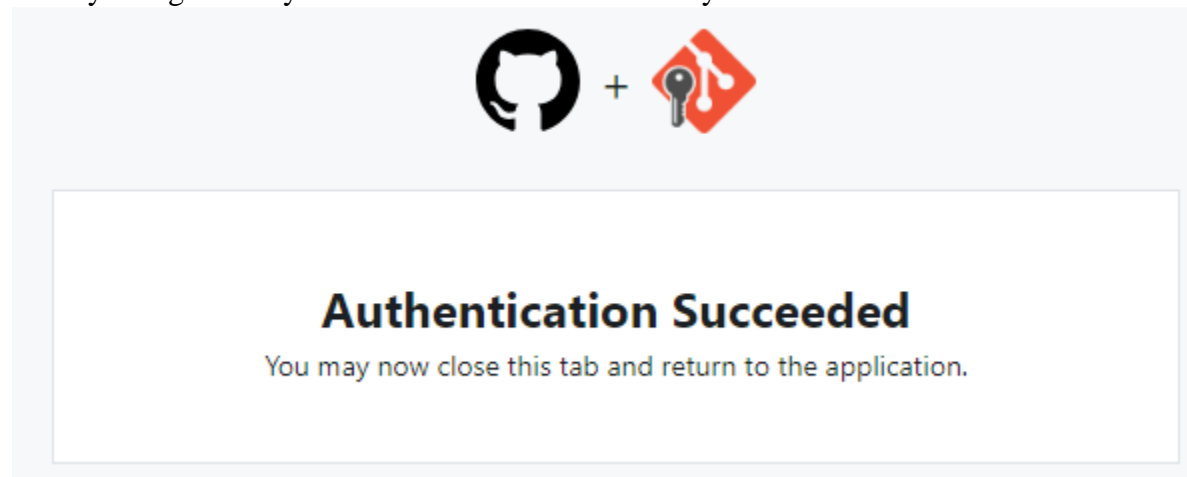 +
Authentication Succeeded
You may now close this tab and return to the application.